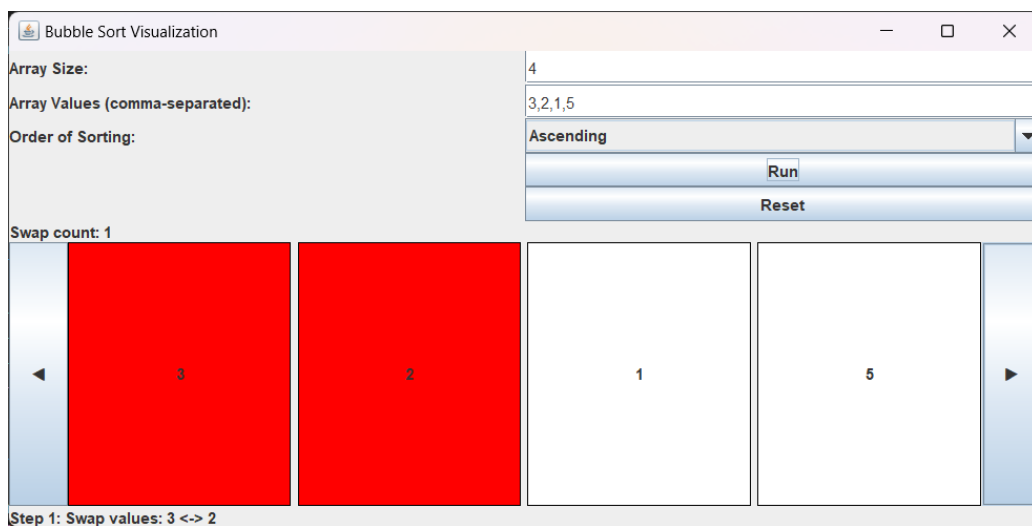 Bubble Sort Visualization
Array Size: 4
Array Values (comma-separated): 3,2,1,5
Order of Sorting: Ascending
Run
Reset
Swap count: 1
3 2 1 5
Step 1: Swap values: 3 <-> 2